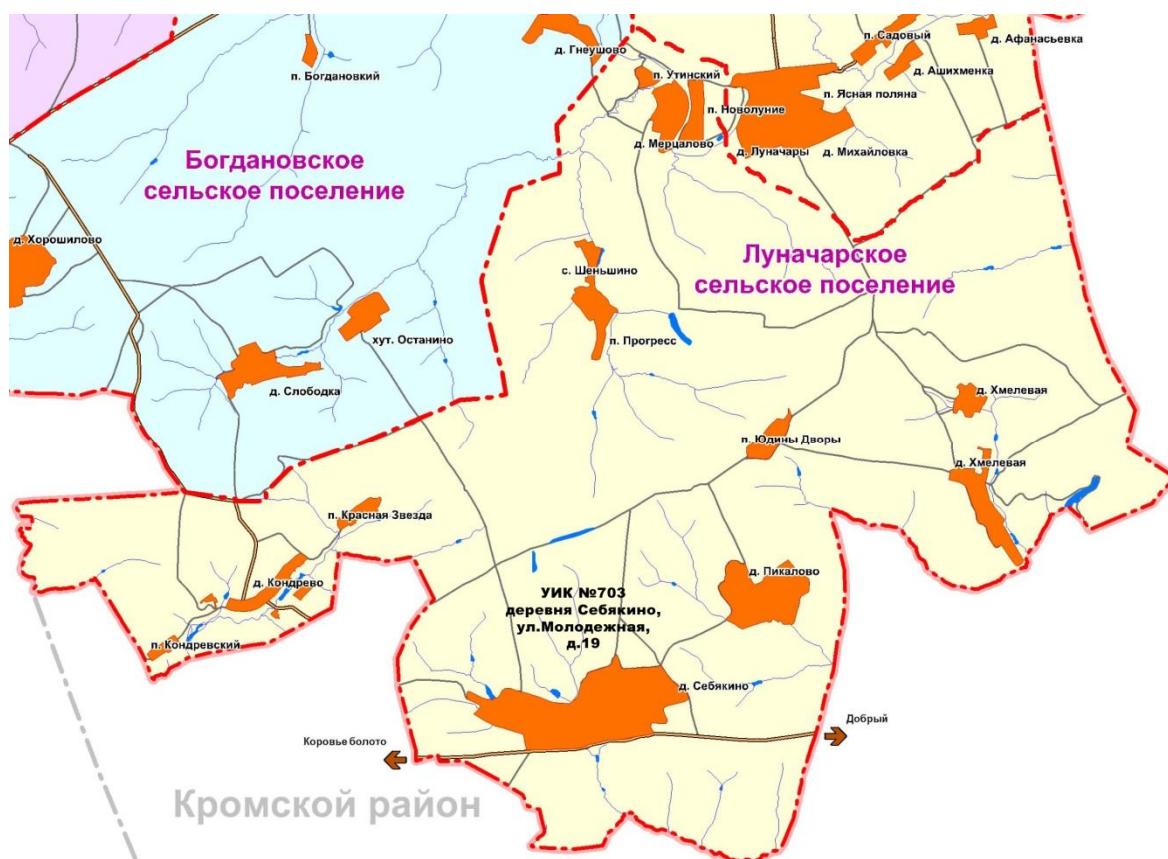 д. Гнеушово
п. Садовый
д. Афанасьевка
п. Богдановкий
п. Утинский
д. Ашихменка
п. Ясная поляна
п. Новолуние
д. Мерцалово
д. Луначары
д. Михайловка
Богдановское
сельское поселение
д. Хорошилово
Луначарское
сельское поселение
с. Шеньшино
хут. Останино
п. Прогресс
д. Слободка
д. Хмелевая
п. Юдины Дворы
д. Хмелевая
п. Красная Звезда
д. Кондрево
д. Пикалово
УИК №703
деревня Себякино,
ул.Молодежная,
д.19
п. Кондревский
д. Себякино
Добрый
Коровье болото
Кромской район